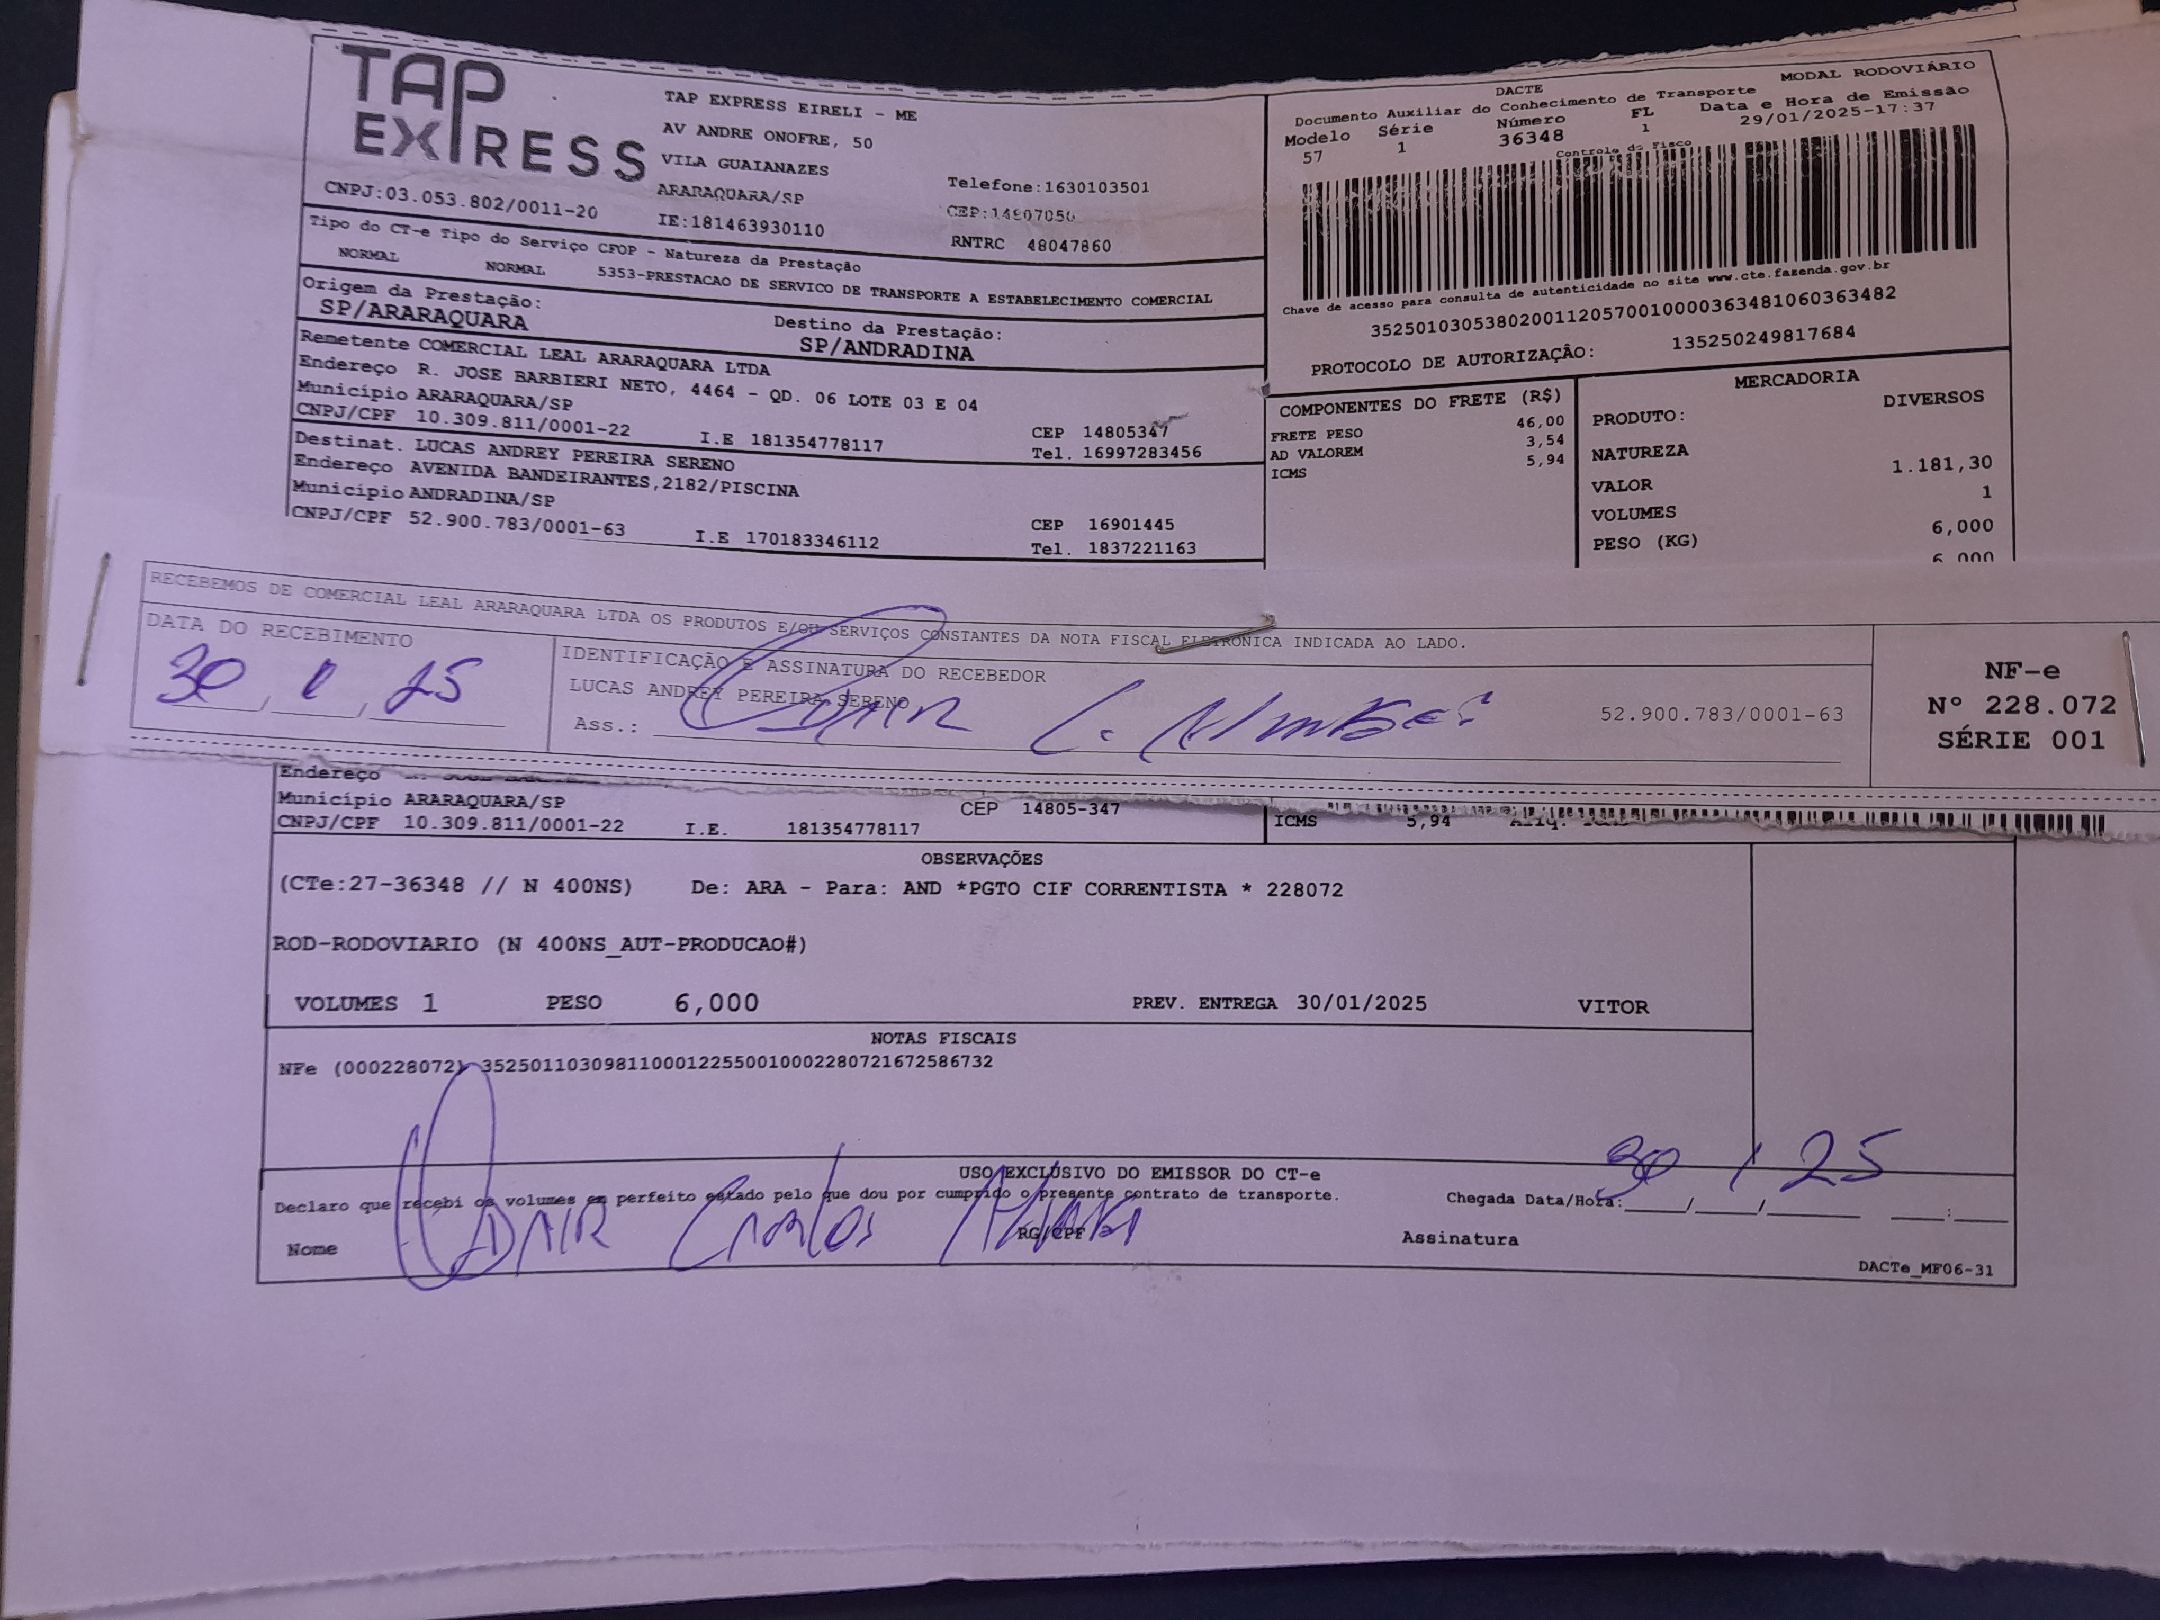 TAP EXPRESS
TAP EXPRESS EIRELI - ME
AV ANDRE ONOFRE, 50
VILA GUAIANAZES
ARARAQUARA/SP
CNPJ:03.053.802/0011-20
IE:181463930110
Telefone:1630103501
CEP:14807050
RNTRC 48047860
Tipo do CT-e Tipo do Serviço CFOP - Natureza da Prestação
NORMAL NORMAL 5353-PRESTACAO DE SERVICO DE TRANSPORTE A ESTABELECIMENTO COMERCIAL
Origem da Prestação:
SP/ARARAQUARA
Destino da Prestação:
SP/ANDRADINA
Remetente COMERCIAL LEAL ARARAQUARA LTDA
Endereço R. JOSE BARBIERI NETO, 4464 - QD. 06 LOTE 03 E 04
Município ARARAQUARA/SP CEP 14805347
CNPJ/CPF 10.309.811/0001-22 I.E 181354778117 Tel. 16997283456
Destinat. LUCAS ANDREY PEREIRA SERENO
Endereço AVENIDA BANDEIRANTES,2182/PISCINA
Município ANDRADINA/SP CEP 16901445
CNPJ/CPF 52.900.783/0001-63 I.E 170183346112 Tel. 1837221163
DACTE MODAL RODOVIÁRIO
Documento Auxiliar do Conhecimento de Transporte
Modelo Série Número FL Data e Hora de Emissão
57 1 36348 1 29/01/2025-17:37
Controle do Fisco
Chave de acesso para consulta de autenticidade no site www.cte.fazenda.gov.br
35250103053802001120570010000363481060363482
PROTOCOLO DE AUTORIZAÇÃO: 135250249817684
COMPONENTES DO FRETE (R$)
FRETE PESO 46,00
AD VALOREM 3,54
ICMS 5,94
MERCADORIA
PRODUTO: DIVERSOS
NATUREZA
VALOR 1.181,30
VOLUMES 1
PESO (KG) 6,000
6,000
RECEBEMOS DE COMERCIAL LEAL ARARAQUARA LTDA OS PRODUTOS E/OU SERVIÇOS CONSTANTES DA NOTA FISCAL ELETRÔNICA INDICADA AO LADO.
DATA DO RECEBIMENTO
30 / 1 / 25
IDENTIFICAÇÃO E ASSINATURA DO RECEBEDOR
LUCAS ANDREY PEREIRA SERENO 52.900.783/0001-63
Ass.:
NF-e
Nº 228.072
SÉRIE 001
Endereço
Município ARARAQUARA/SP CEP 14805-347
CNPJ/CPF 10.309.811/0001-22 I.E. 181354778117
ICMS 5,94
OBSERVAÇÕES
(CTe:27-36348 // N 400NS) De: ARA - Para: AND *PGTO CIF CORRENTISTA * 228072
ROD-RODOVIARIO (N 400NS_AUT-PRODUCAO#)
VOLUMES 1 PESO 6,000 PREV. ENTREGA 30/01/2025 VITOR
NOTAS FISCAIS
NFe (000228072) 35250110309811000122550010002280721672586732
USO EXCLUSIVO DO EMISSOR DO CT-e
Declaro que recebi os volumes em perfeito estado pelo que dou por cumprido o presente contrato de transporte.
Chegada Data/Hora: 30 / 25
Nome Carlos RG/CPF Assinatura
DACTe_MF06-31